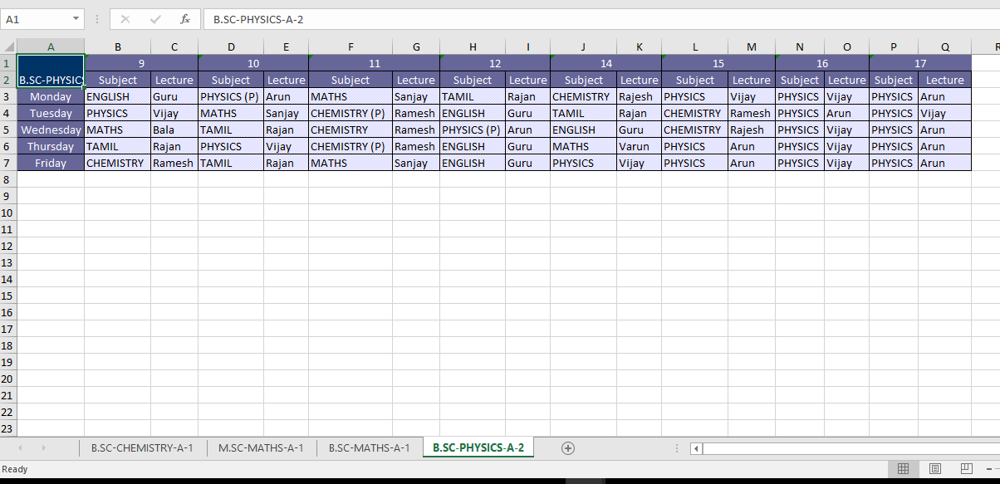 A1 fx B.SC-PHYSICS-A-2
A B C D E F G H I J K L M N O P Q R
1 9 10 11 12 14 15 16 17
2 B.SC-PHYSICS Subject Lecture Subject Lecture Subject Lecture Subject Lecture Subject Lecture Subject Lecture Subject Lecture Subject Lecture
3 Monday ENGLISH Guru PHYSICS (P) Arun MATHS Sanjay TAMIL Rajan CHEMISTRY Rajesh PHYSICS Vijay PHYSICS Vijay PHYSICS Arun
4 Tuesday PHYSICS Vijay MATHS Sanjay CHEMISTRY (P) Ramesh ENGLISH Guru TAMIL Rajan CHEMISTRY Ramesh PHYSICS Arun PHYSICS Vijay
5 Wednesday MATHS Bala TAMIL Rajan CHEMISTRY Ramesh PHYSICS (P) Arun ENGLISH Guru CHEMISTRY Rajesh PHYSICS Vijay PHYSICS Arun
6 Thursday TAMIL Rajan PHYSICS Vijay CHEMISTRY (P) Ramesh ENGLISH Guru MATHS Varun PHYSICS Arun PHYSICS Vijay PHYSICS Arun
7 Friday CHEMISTRY Ramesh TAMIL Rajan MATHS Sanjay ENGLISH Guru PHYSICS Vijay PHYSICS Arun PHYSICS Vijay PHYSICS Arun
8
9
10
11
12
13
14
15
16
17
18
19
20
21
22
23
B.SC-CHEMISTRY-A-1 M.SC-MATHS-A-1 B.SC-MATHS-A-1 B.SC-PHYSICS-A-2
Ready